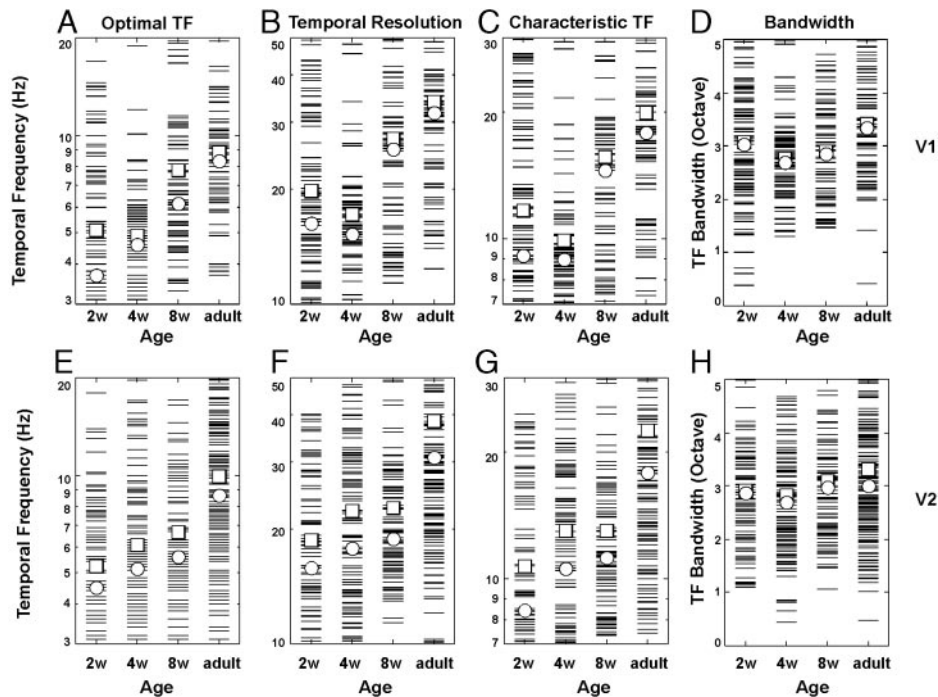 A Optimal TF B Temporal Resolution C Characteristic TF D Bandwidth
Temporal Frequency (Hz)
20
10
9
8
7
6
5
4
3
2w 4w 8w adult
Age
50
40
30
20
10
2w 4w 8w adult
Age
30
20
10
9
8
7
2w 4w 8w adult
Age
TF Bandwidth (Octave)
5
4
3
2
1
0
2w 4w 8w adult
Age
V1
E F G H
Temporal Frequency (Hz)
20
10
9
8
7
6
5
4
3
2w 4w 8w adult
Age
50
40
30
20
10
2w 4w 8w adult
Age
30
20
10
9
8
7
2w 4w 8w adult
Age
TF Bandwidth (Octave)
5
4
3
2
1
0
2w 4w 8w adult
Age
V2